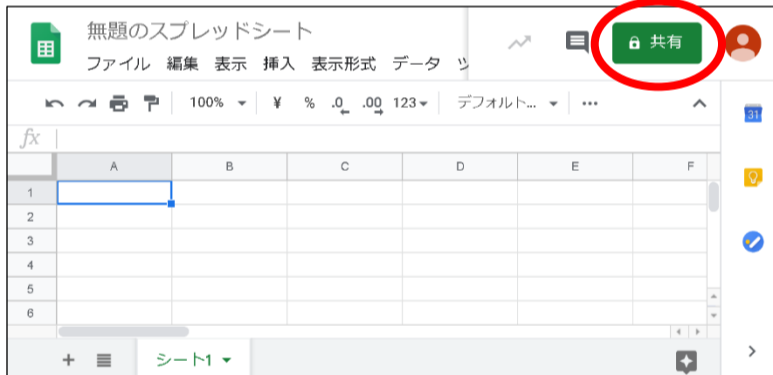 無題のスプレッドシート
共有
ファイル 編集 表示 挿入 表示形式 データ ツ
100% ¥ % .0 .00 123 デフォルト... ...
31
fx
A B C D E F
1
2
3
4
5
6
+ シート1